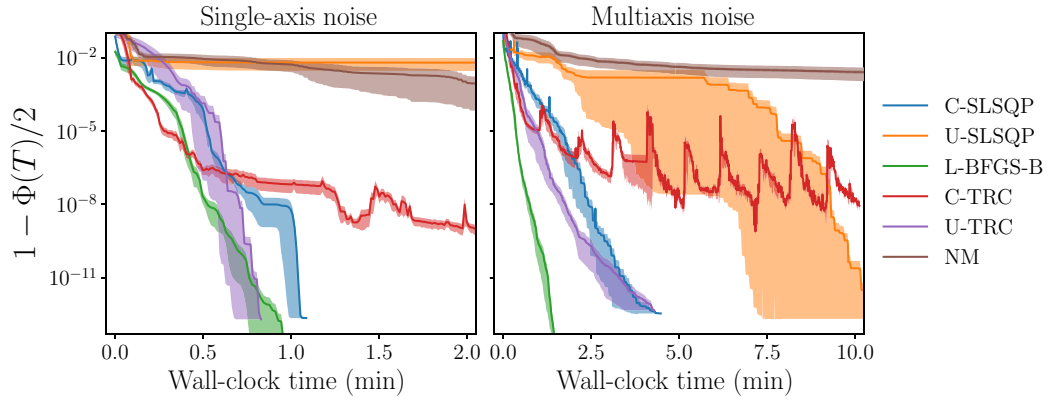 Single-axis noise
Multiaxis noise
1 − Φ(T)/2
10⁻²
10⁻⁵
10⁻⁸
10⁻¹¹
0.0 0.5 1.0 1.5 2.0
0.0 2.5 5.0 7.5 10.0
Wall-clock time (min)
Wall-clock time (min)
C-SLSQP
U-SLSQP
L-BFGS-B
C-TRC
U-TRC
NM